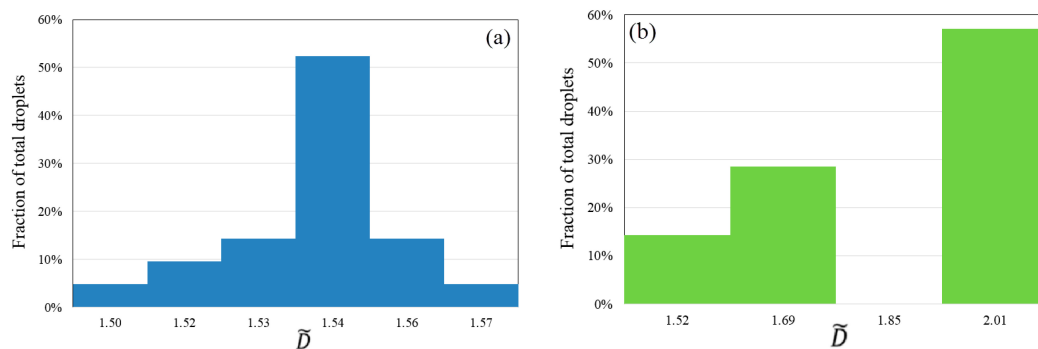 (a)
60%
50%
40%
30%
20%
10%
0%
Fraction of total droplets
1.50 1.52 1.53 1.54 1.56 1.57
D̃
(b)
60%
50%
40%
30%
20%
10%
0%
Fraction of total droplets
1.52 1.69 1.85 2.01
D̃